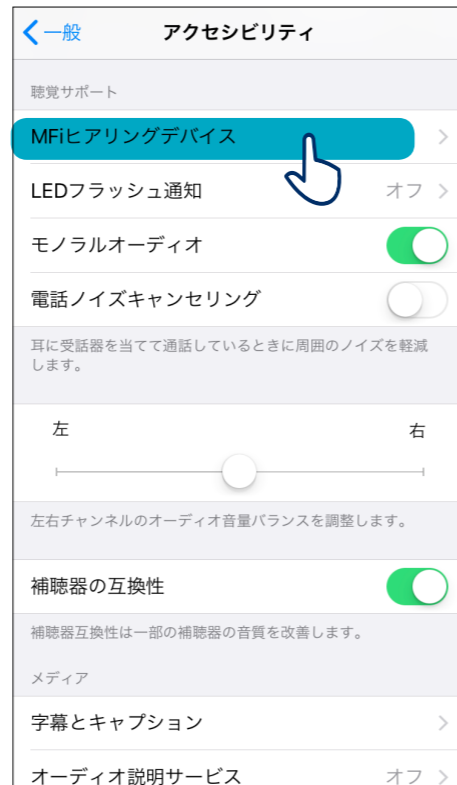 一般
アクセシビリティ
聴覚サポート
MFiヒアリングデバイス
LEDフラッシュ通知 オフ
モノラルオーディオ
電話ノイズキャンセリング
耳に受話器を当てて通話しているときに周囲のノイズを軽減
します。
左 右
左右チャンネルのオーディオ音量バランスを調整します。
補聴器の互換性
補聴器互換性は一部の補聴器の音質を改善します。
メディア
字幕とキャプション
オーディオ説明サービス オフ